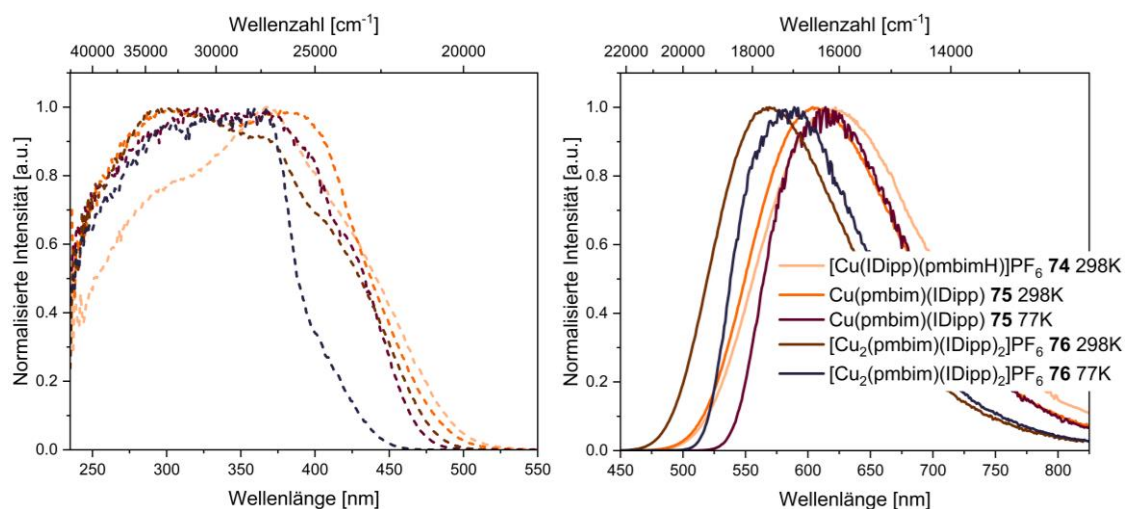 Wellenzahl [cm⁻¹]
40000 35000 30000 25000 20000
Normalisierte Intensität [a.u.]
1.0
0.8
0.6
0.4
0.2
0.0
250 300 350 400 450 500 550
Wellenlänge [nm]
Wellenzahl [cm⁻¹]
22000 20000 18000 16000 14000
Normalisierte Intensität [a.u.]
1.0
0.8
0.6
0.4
0.2
0.0
450 500 550 600 650 700 750 800
Wellenlänge [nm]
[Cu(IDipp)(pmbimH)]PF₆ 74 298K
Cu(pmbim)(IDipp) 75 298K
Cu(pmbim)(IDipp) 75 77K
[Cu₂(pmbim)(IDipp)₂]PF₆ 76 298K
[Cu₂(pmbim)(IDipp)₂]PF₆ 76 77K